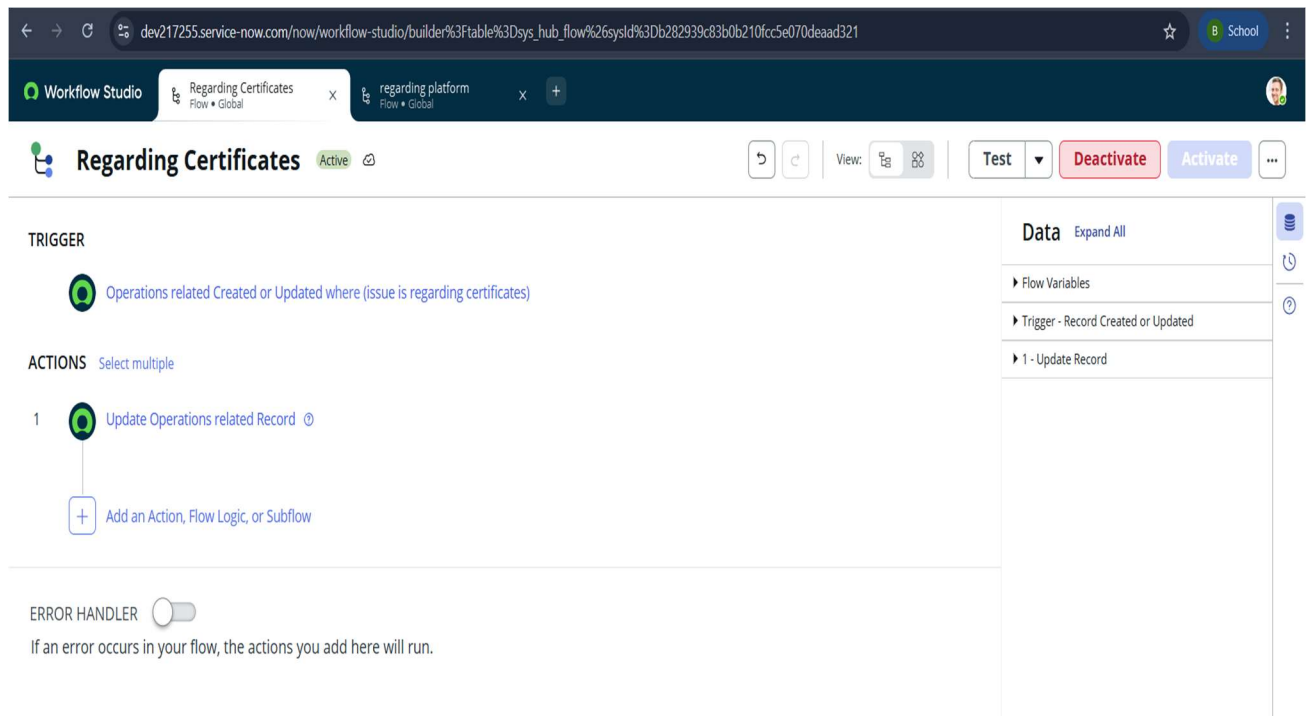 dev217255.service-now.com/now/workflow-studio/builder%3Ftable%3Dsys_hub_flow%26sysId%3Db282939c83b0b210fcc5e070deaad321
B School
Workflow Studio
Regarding Certificates
Flow • Global
X
regarding platform
Flow • Global
X
+
Regarding Certificates Active
View:
Test
Deactivate
Activate
...
TRIGGER
Operations related Created or Updated where (issue is regarding certificates)
ACTIONS Select multiple
1 Update Operations related Record
+ Add an Action, Flow Logic, or Subflow
ERROR HANDLER
If an error occurs in your flow, the actions you add here will run.
Data Expand All
Flow Variables
Trigger - Record Created or Updated
1 - Update Record